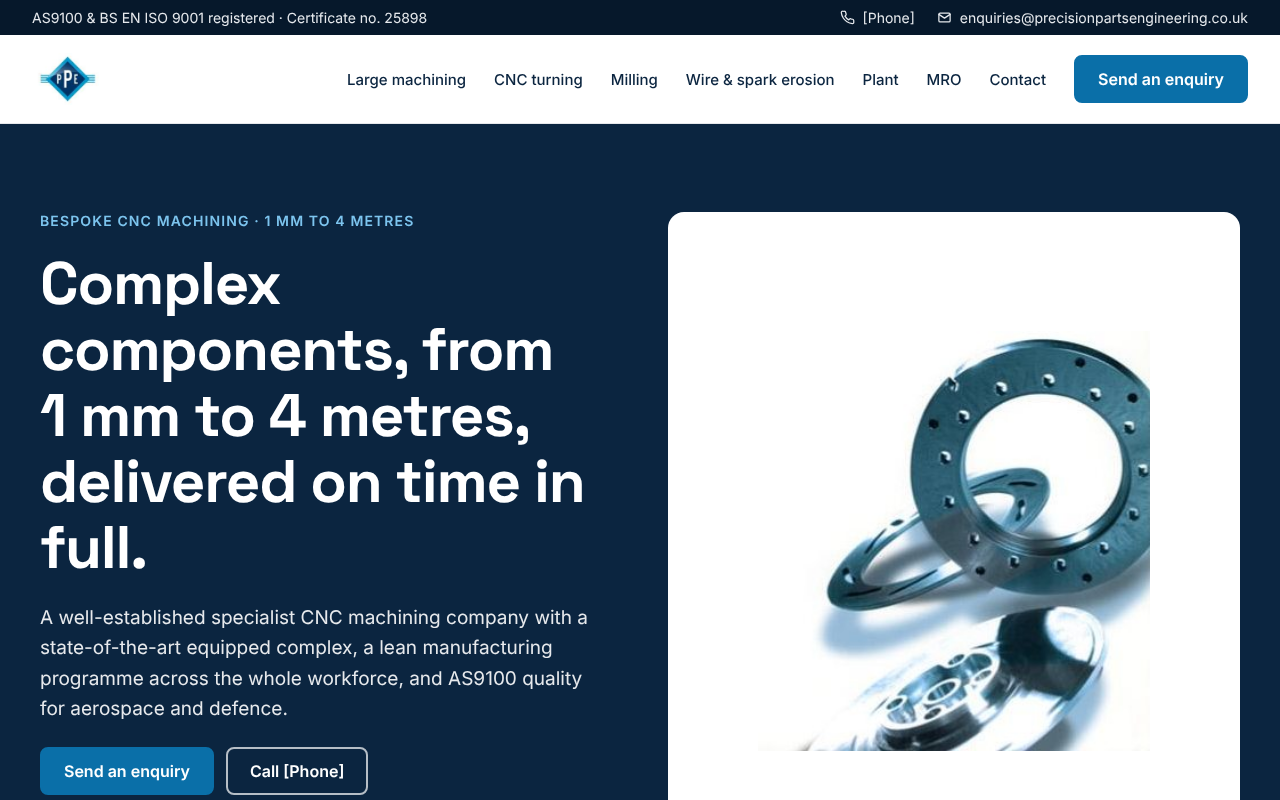 AS9100 & BS EN ISO 9001 registered · Certificate no. 25898
[Phone]
enquiries@precisionpartsengineering.co.uk
PPE
Large machining
CNC turning
Milling
Wire & spark erosion
Plant
MRO
Contact
Send an enquiry
BESPOKE CNC MACHINING · 1 MM TO 4 METRES
Complex
components, from
1 mm to 4 metres,
delivered on time in
full.
A well-established specialist CNC machining company with a
state-of-the-art equipped complex, a lean manufacturing
programme across the whole workforce, and AS9100 quality
for aerospace and defence.
Send an enquiry
Call [Phone]